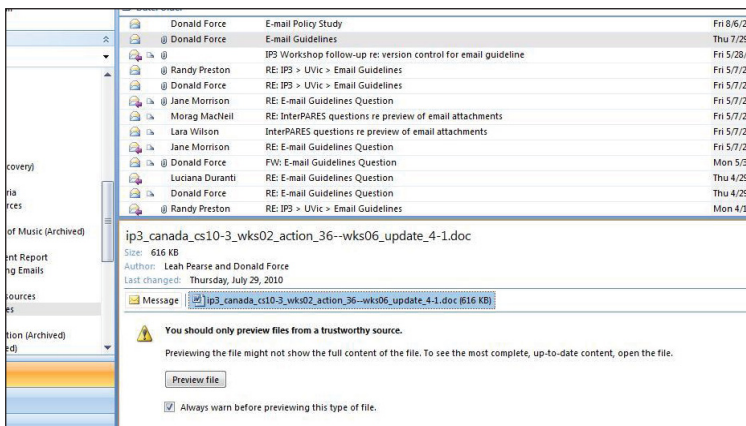 Donald Force E-mail Policy Study Fri 8/6/2
Donald Force E-mail Guidelines Thu 7/29
IP3 Workshop follow-up re: version control for email guideline Fri 5/28/
Randy Preston RE: IP3 > UVic > Email Guidelines Fri 5/7/2
Donald Force RE: IP3 > UVic > Email Guidelines Fri 5/7/2
Jane Morrison RE: E-mail Guidelines Question Fri 5/7/2
Morag MacNeil RE: InterPARES questions re preview of email attachments Fri 5/7/2
Lara Wilson InterPARES questions re preview of email attachments Fri 5/7/2
Jane Morrison RE: E-mail Guidelines Question Fri 5/7/2
covery) Donald Force FW: E-mail Guidelines Question Mon 5/3
Luciana Duranti RE: E-mail Guidelines Question Thu 4/29
ria Donald Force RE: E-mail Guidelines Question Thu 4/29
rces Randy Preston RE: IP3 > UVic > Email Guidelines Mon 4/1
of Music (Archived)
ent Report
ng Emails
sources
es
tion (Archived)
ed)
ip3_canada_cs10-3_wks02_action_36--wks06_update_4-1.doc
Size: 616 KB
Author: Leah Pearse and Donald Force
Last changed: Thursday, July 29, 2010
Message ip3_canada_cs10-3_wks02_action_36--wks06_update_4-1.doc (616 KB)
You should only preview files from a trustworthy source.
Previewing the file might not show the full content of the file. To see the most complete, up-to-date content, open the file.
Preview file
Always warn before previewing this type of file.